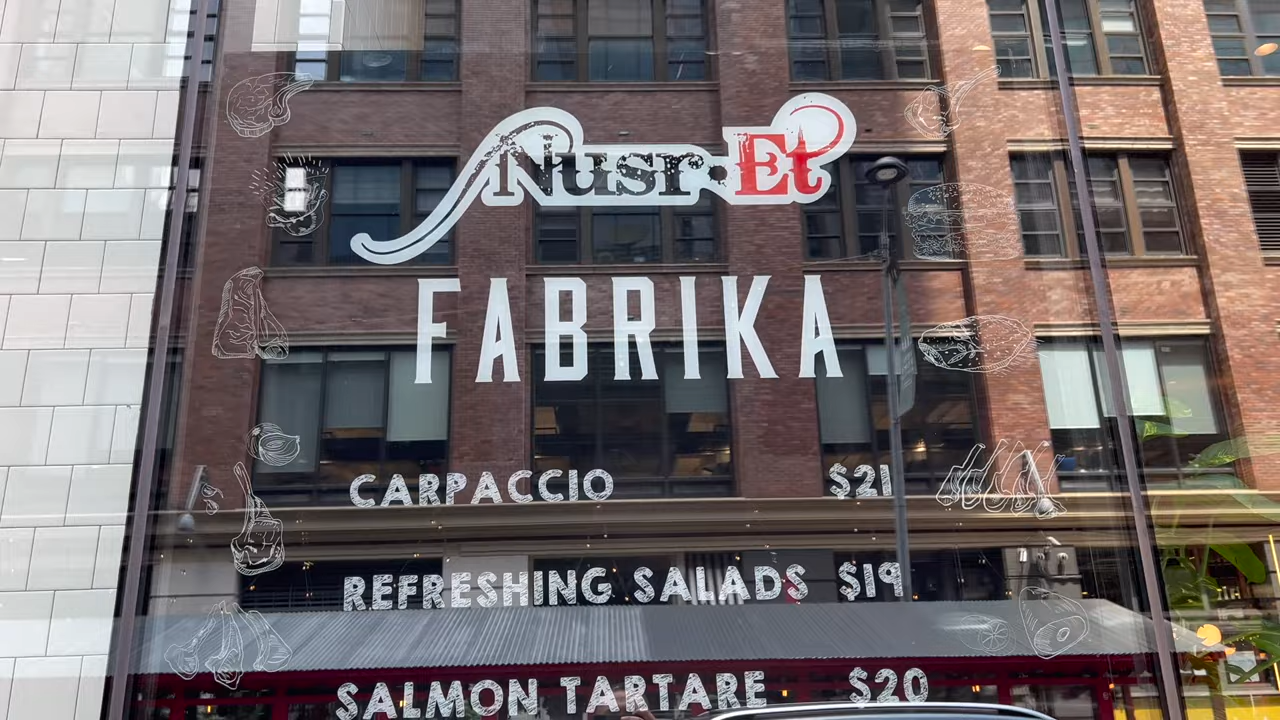 Nusr·Et
FABRIKA
CARPACCIO $21
REFRESHING SALADS $19
SALMON TARTARE $20